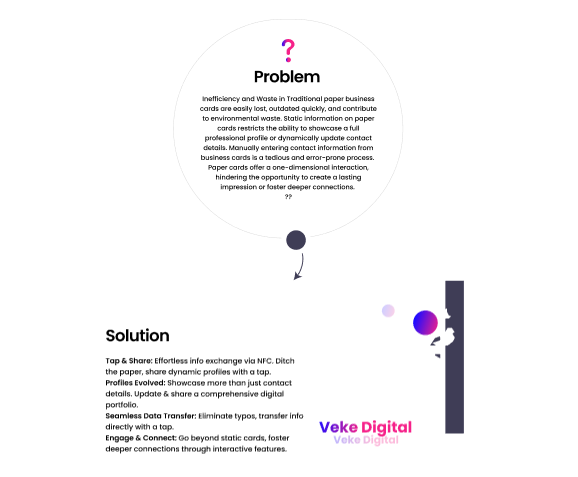 ?
Problem
Inefficiency and Waste in Traditional paper business
cards are easily lost, outdated quickly, and contribute
to environmental waste. Static information on paper
cards restricts the ability to showcase a full
professional profile or dynamically update contact
details. Manually entering contact information from
business cards is a tedious and error-prone process.
Paper cards offer a one-dimensional interaction,
hindering the opportunity to create a lasting
impression or foster deeper connections.
??
Solution
Tap & Share: Effortless info exchange via NFC. Ditch
the paper, share dynamic profiles with a tap.
Profiles Evolved: Showcase more than just contact
details. Update & share a comprehensive digital
portfolio.
Seamless Data Transfer: Eliminate typos, transfer info
directly with a tap.
Engage & Connect: Go beyond static cards, foster
deeper connections through interactive features.
Veke Digital
Veke Digital